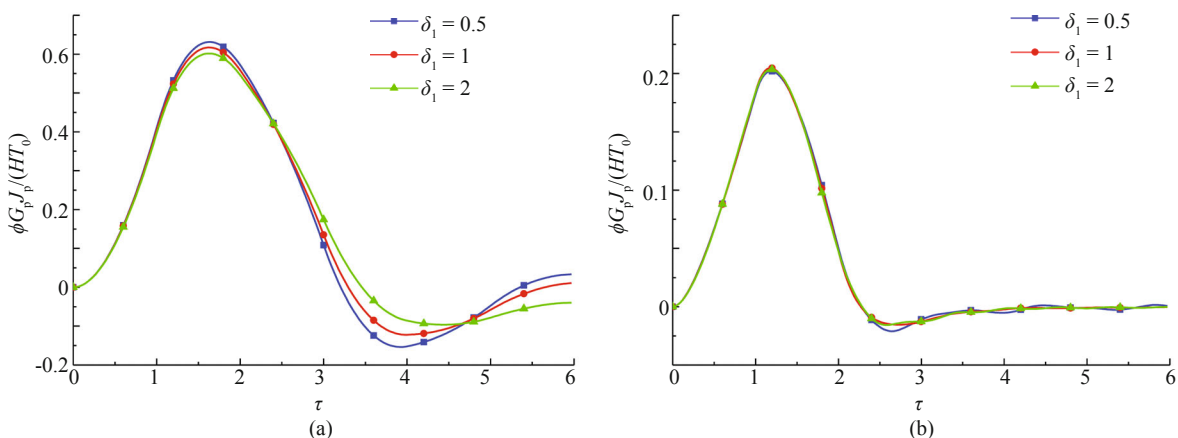 δ₁ = 0.5
δ₁ = 1
δ₁ = 2
ϕGₚJₚ/(HT₀)
0.6
0.4
0.2
0
-0.2
0 1 2 3 4 5 6
τ
(a)
δ₁ = 0.5
δ₁ = 1
δ₁ = 2
ϕGₚJₚ/(HT₀)
0.2
0.1
0
0 1 2 3 4 5 6
τ
(b)